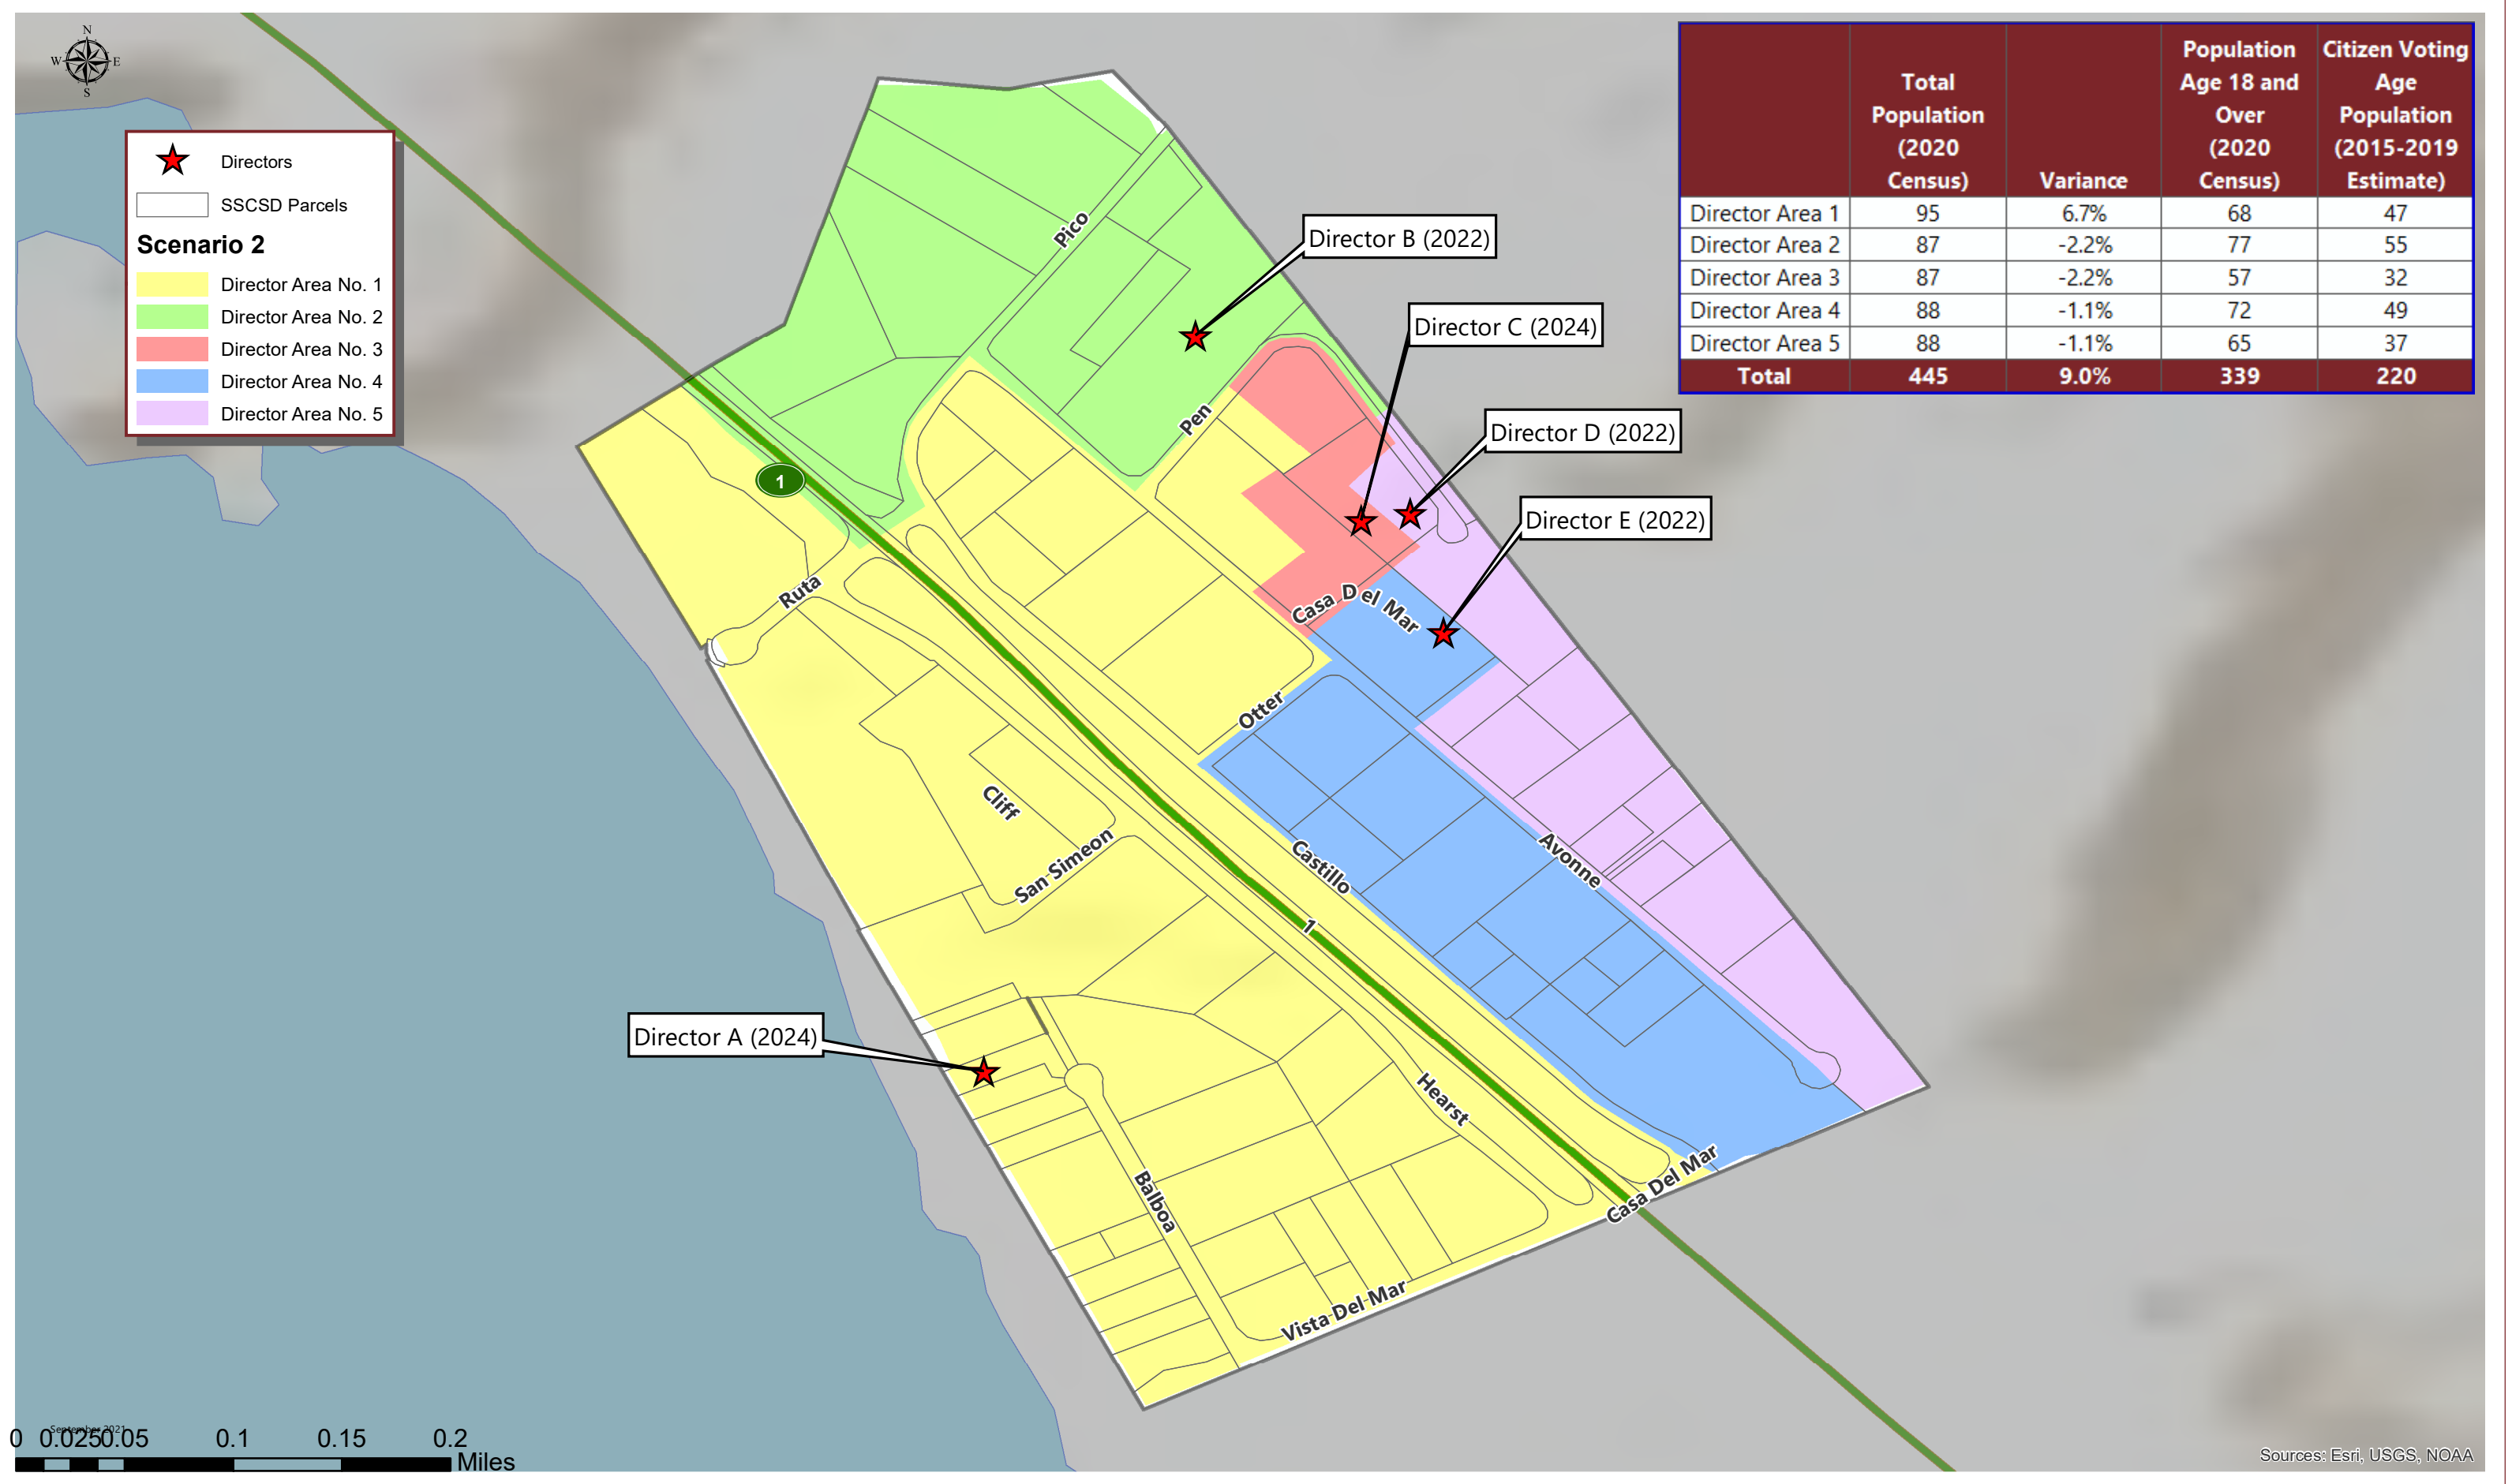 N
W E
S
Directors
SSCSD Parcels
Scenario 2
Director Area No. 1
Director Area No. 2
Director Area No. 3
Director Area No. 4
Director Area No. 5
Total Population (2020 Census) Variance Population Age 18 and Over (2020 Census) Citizen Voting Age Population (2015-2019 Estimate)
Director Area 1 95 6.7% 68 47
Director Area 2 87 -2.2% 77 55
Director Area 3 87 -2.2% 57 32
Director Area 4 88 -1.1% 72 49
Director Area 5 88 -1.1% 65 37
Total 445 9.0% 339 220
Pico
Director B (2022)
Director C (2024)
Pen
Director D (2022)
1
Director E (2022)
Ruta
Casa Del Mar
Otter
Cliff
San Simeon
Castillo
Avonne
1
Director A (2024)
Hearst
Balboa
Casa Del Mar
Vista Del Mar
September 2021
0 0.025 0.05 0.1 0.15 0.2
Miles
Sources: Esri, USGS, NOAA